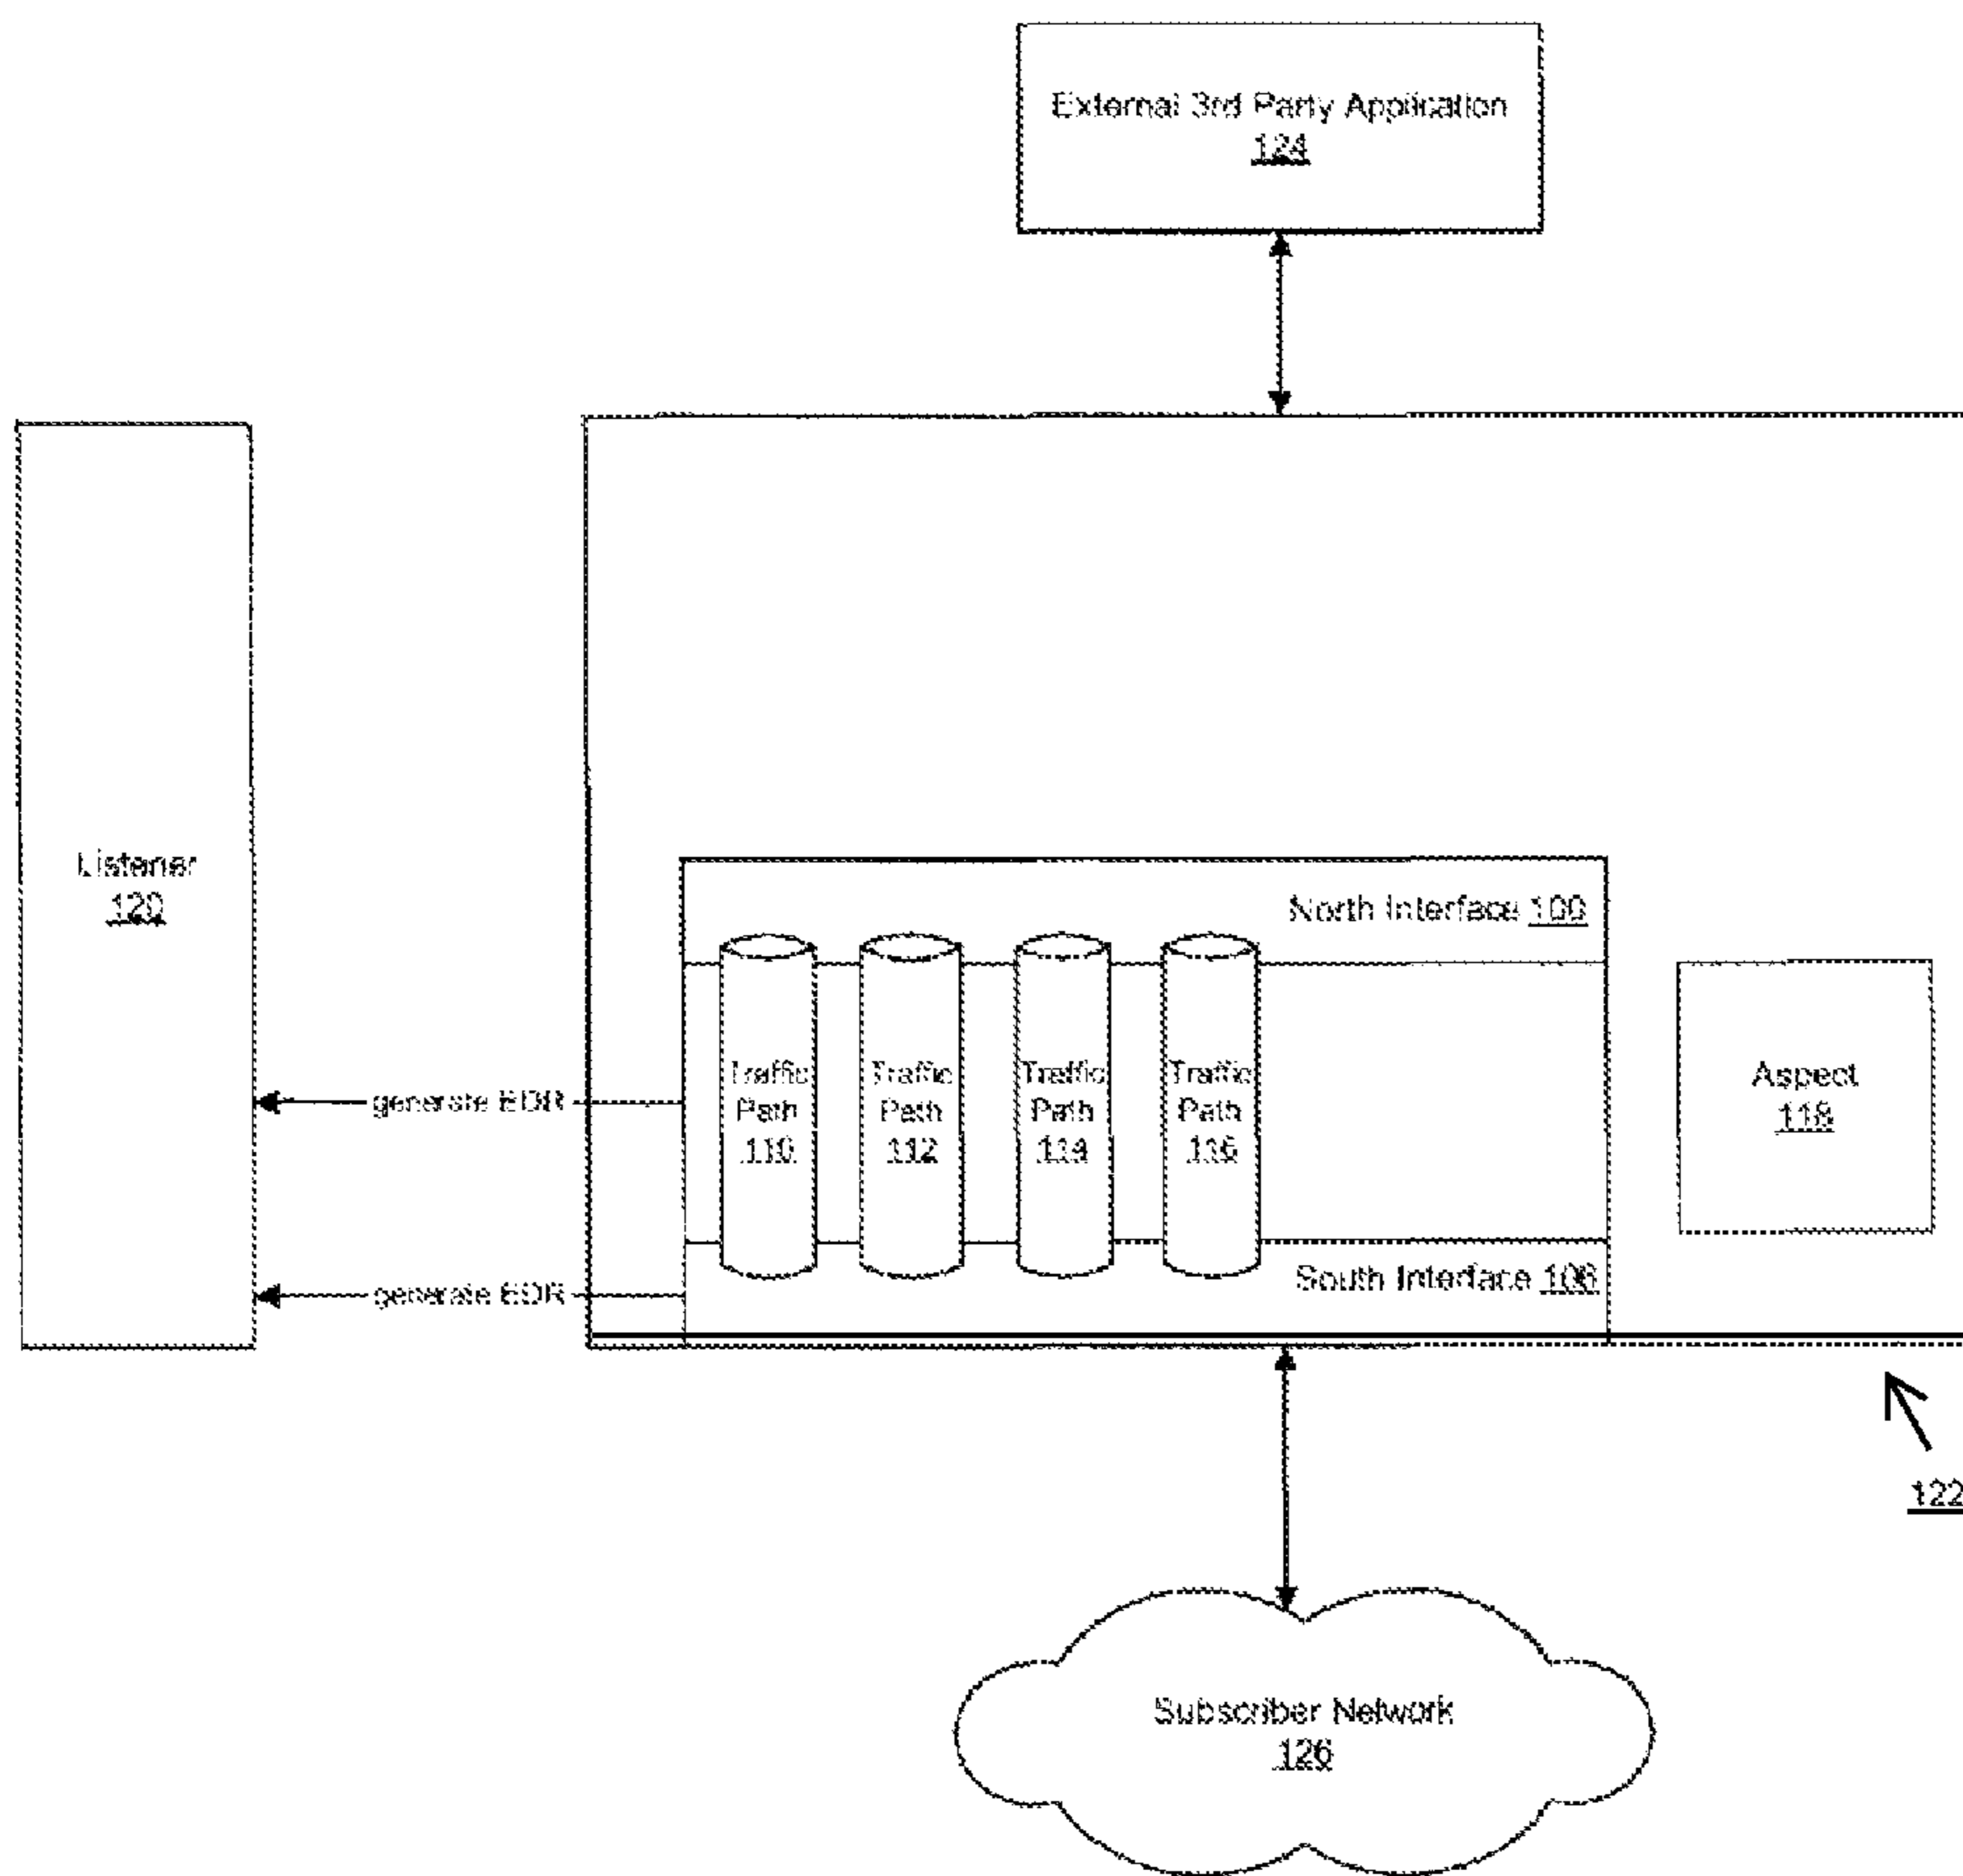 External 3rd Party Application
124
Listener
120
North Interface 100
Traffic
Path
110
Traffic
Path
112
Traffic
Path
114
Traffic
Path
116
Aspect
118
generate EDR
South Interface 106
generate EDR
122
Subscriber Network
126